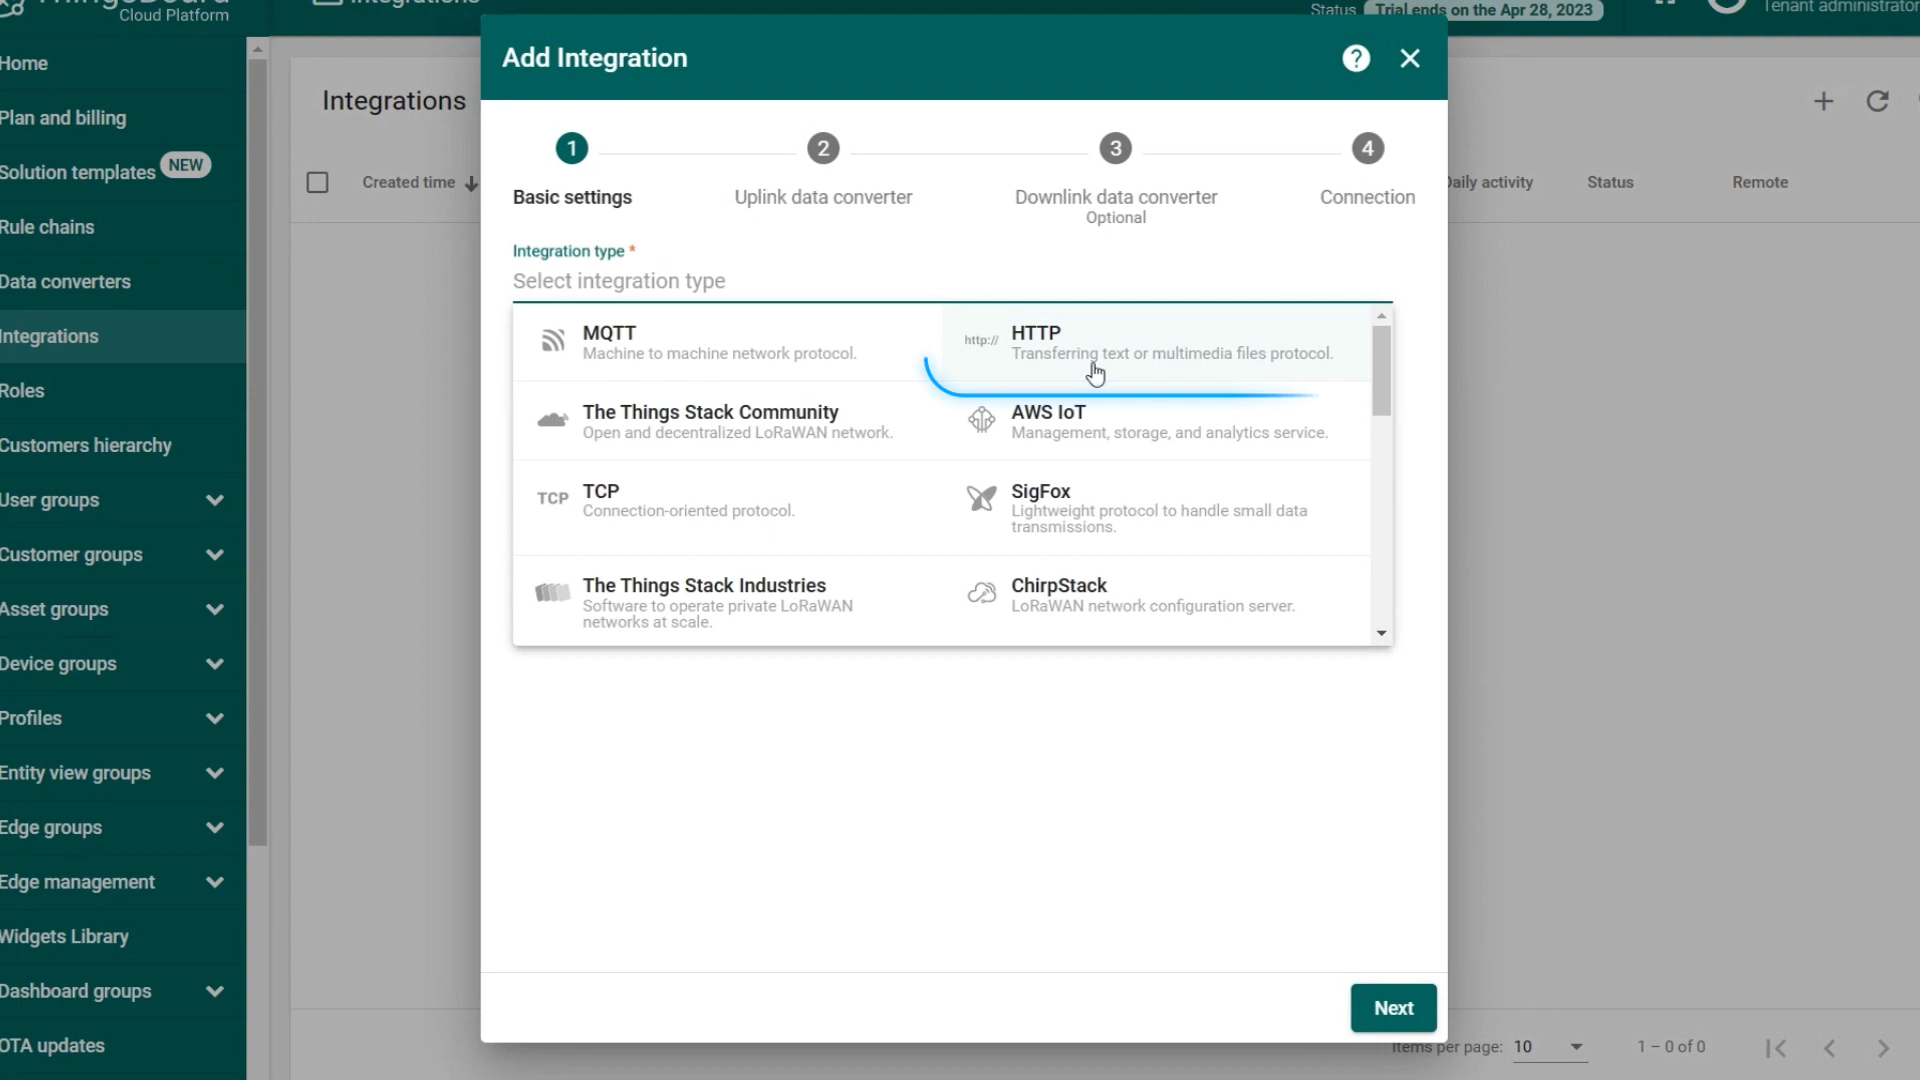 Cloud Platform
Home
Plan and billing
Solution templates NEW
Rule chains
Data converters
Integrations
Roles
Customers hierarchy
User groups
Customer groups
Asset groups
Device groups
Profiles
Entity view groups
Edge groups
Edge management
Widgets Library
Dashboard groups
OTA updates
Integrations
Status Trial ends on the Apr 28, 2023
Tenant administrator
Integrations
Created time
Daily activity
Status
Remote
Add Integration
?
1
2
3
4
Basic settings
Uplink data converter
Downlink data converter
Optional
Connection
Integration type *
Select integration type
MQTT
Machine to machine network protocol.
http://
HTTP
Transferring text or multimedia files protocol.
The Things Stack Community
Open and decentralized LoRaWAN network.
AWS IoT
Management, storage, and analytics service.
TCP
TCP
Connection-oriented protocol.
SigFox
Lightweight protocol to handle small data
transmissions.
The Things Stack Industries
Software to operate private LoRaWAN
networks at scale.
ChirpStack
LoRaWAN network configuration server.
Next
Items per page: 10
1 – 0 of 0